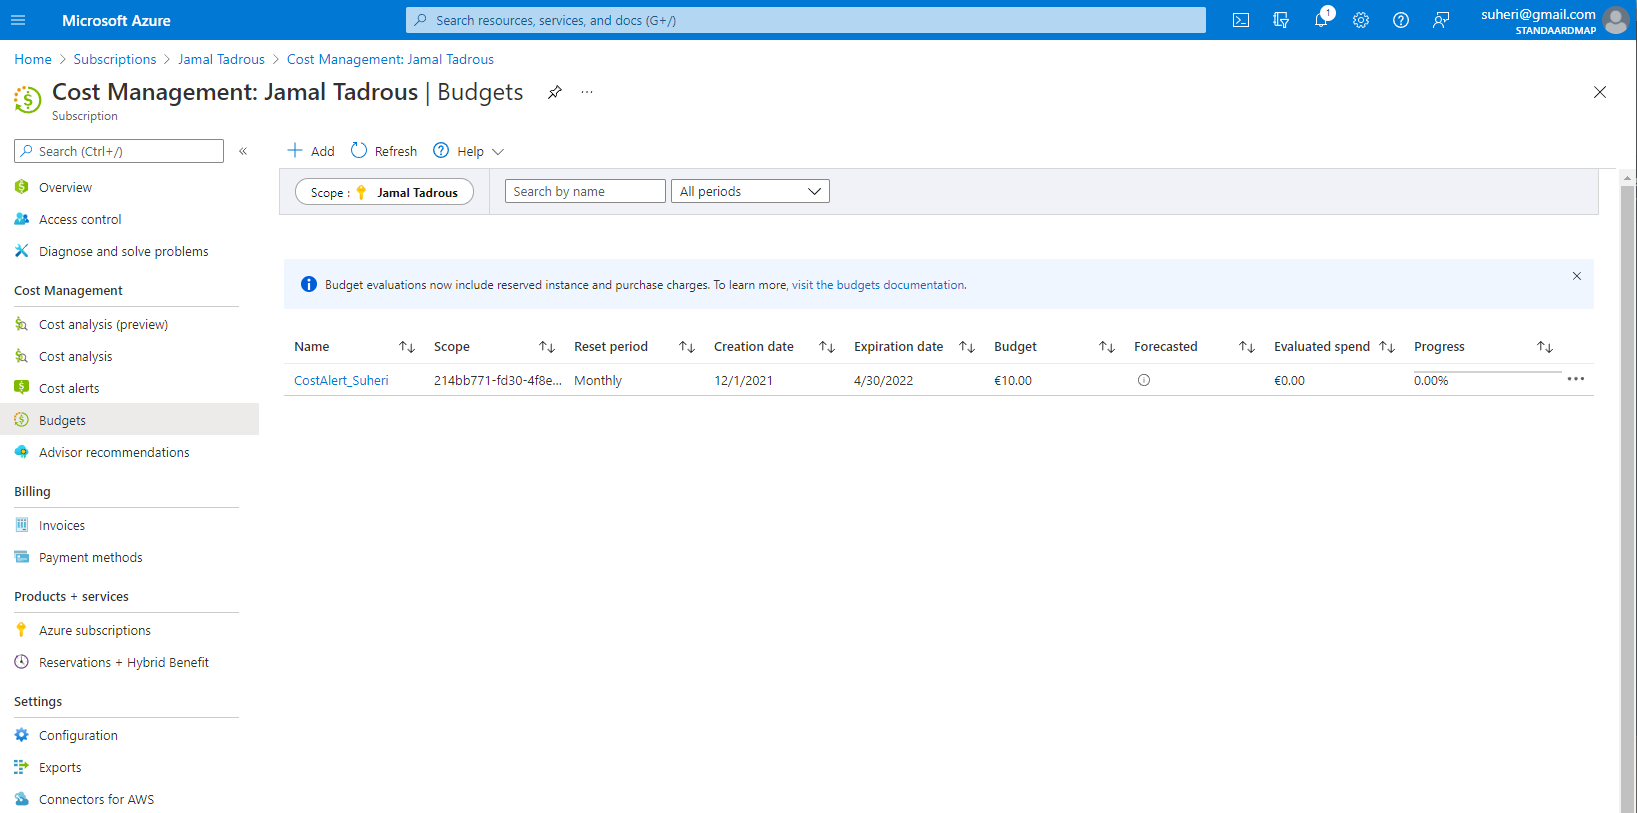 Microsoft Azure
Search resources, services, and docs (G+/)
1
suheri@gmail.com
STANDAARDMAP
Home > Subscriptions > Jamal Tadrous > Cost Management: Jamal Tadrous
Cost Management: Jamal Tadrous | Budgets
Subscription
Search (Ctrl+/)
Overview
Access control
Diagnose and solve problems
Cost Management
Cost analysis (preview)
Cost analysis
Cost alerts
Budgets
Advisor recommendations
Billing
Invoices
Payment methods
Products + services
Azure subscriptions
Reservations + Hybrid Benefit
Settings
Configuration
Exports
Connectors for AWS
Add Refresh Help
Scope : Jamal Tadrous Search by name All periods
Budget evaluations now include reserved instance and purchase charges. To learn more, visit the budgets documentation.
Name Scope Reset period Creation date Expiration date Budget Forecasted Evaluated spend Progress
CostAlert_Suheri 214bb771-fd30-4f8e... Monthly 12/1/2021 4/30/2022 €10.00 €0.00 0.00%